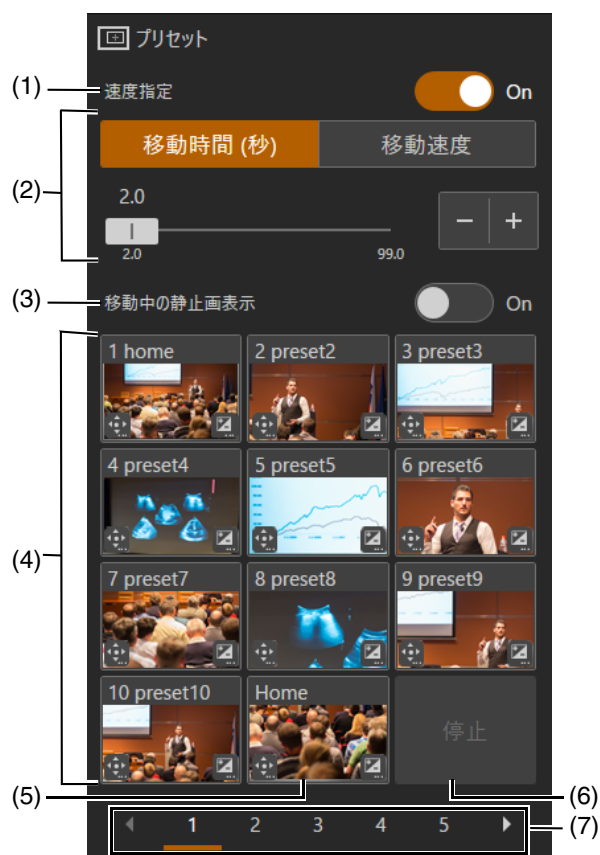 プリセット
(1) 速度指定 On
(2) 移動時間 (秒) 移動速度
2.0
− +
2.0 99.0
(3) 移動中の静止画表示 On
(4)
1 home 2 preset2 3 preset3
4 preset4 5 preset5 6 preset6
7 preset7 8 preset8 9 preset9
10 preset10 Home
停止
(5) (6)
1 2 3 4 5 (7)